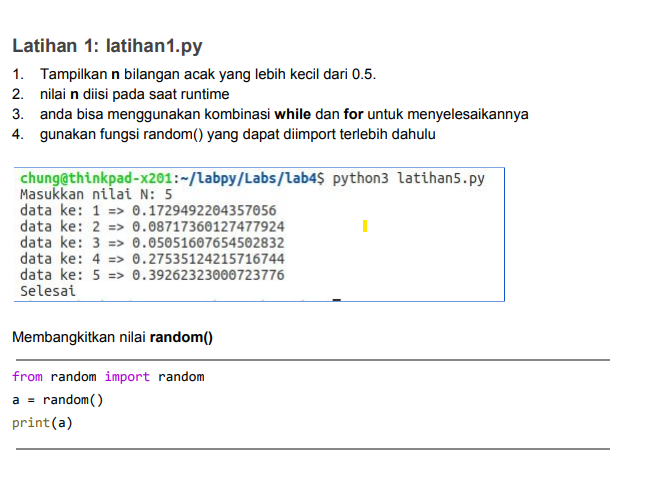 Latihan 1: latihan1.py
1. Tampilkan n bilangan acak yang lebih kecil dari 0.5.
2. nilai n diisi pada saat runtime
3. anda bisa menggunakan kombinasi while dan for untuk menyelesaikannya
4. gunakan fungsi random() yang dapat diimport terlebih dahulu
chung@thinkpad-x201:~/labpy/Labs/lab4$ python3 latihan5.py
Masukkan nilai N: 5
data ke: 1 => 0.1729492204357056
data ke: 2 => 0.08717360127477924
data ke: 3 => 0.05051607654502832
data ke: 4 => 0.27535124215716744
data ke: 5 => 0.39262323000723776
Selesai
Membangkitkan nilai random()
from random import random
a = random()
print(a)